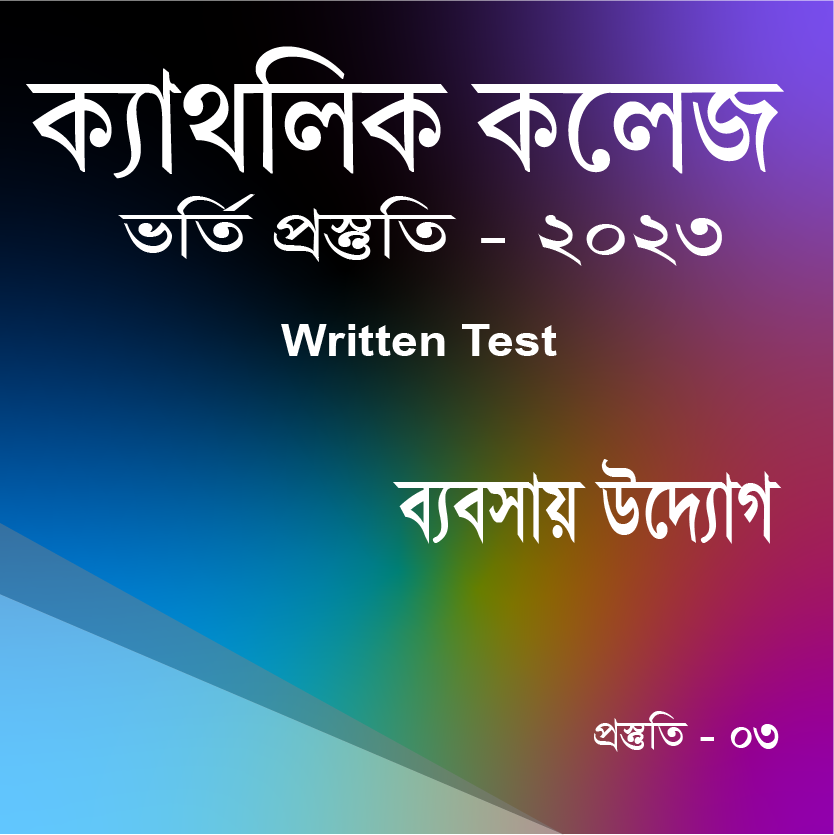 ক্যাথলিক কলেজ
ভর্তি প্রস্তুতি - ২০২৩
Written Test
ব্যবসায় উদ্যোগ
প্রস্তুতি - ০৩